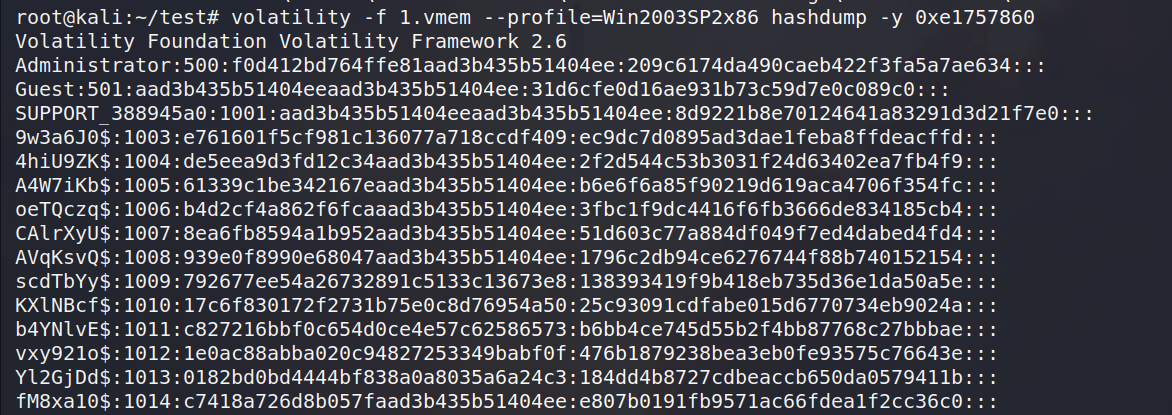 root@kali:~/test# volatility -f 1.vmem --profile=Win2003SP2x86 hashdump -y 0xe1757860
Volatility Foundation Volatility Framework 2.6
Administrator:500:f0d412bd764ffe81aad3b435b51404ee:209c6174da490caeb422f3fa5a7ae634:::
Guest:501:aad3b435b51404eeaad3b435b51404ee:31d6cfe0d16ae931b73c59d7e0c089c0:::
SUPPORT_388945a0:1001:aad3b435b51404eeaad3b435b51404ee:8d9221b8e70124641a83291d3d21f7e0:::
9w3a6J0$:1003:e761601f5cf981c136077a718ccdf409:ec9dc7d0895ad3dae1feba8ffdeacffd:::
4hiU9ZK$:1004:de5eea9d3fd12c34aad3b435b51404ee:2f2d544c53b3031f24d63402ea7fb4f9:::
A4W7iKb$:1005:61339c1be342167eaad3b435b51404ee:b6e6f6a85f90219d619aca4706f354fc:::
oeTQczq$:1006:b4d2cf4a862f6fcaaad3b435b51404ee:3fbc1f9dc4416f6fb3666de834185cb4:::
CAlrXyU$:1007:8ea6fb8594a1b952aad3b435b51404ee:51d603c77a884df049f7ed4dabed4fd4:::
AVqKsvQ$:1008:939e0f8990e68047aad3b435b51404ee:1796c2db94ce6276744f88b740152154:::
scdTbYy$:1009:792677ee54a26732891c5133c13673e8:138393419f9b418eb735d36e1da50a5e:::
KXlNBcf$:1010:17c6f830172f2731b75e0c8d76954a50:25c93091cdfabe015d6770734eb9024a:::
b4YNlvE$:1011:c827216bbf0c654d0ce4e57c62586573:b6bb4ce745d55b2f4bb87768c27bbbae:::
vxy921o$:1012:1e0ac88abba020c94827253349babf0f:476b1879238bea3eb0fe93575c76643e:::
Yl2GjDd$:1013:0182bd0bd4444bf838a0a8035a6a24c3:184dd4b8727cdbeaccb650da0579411b:::
fM8xa10$:1014:c7418a726d8b057faad3b435b51404ee:e807b0191fb9571ac66fdea1f2cc36c0:::